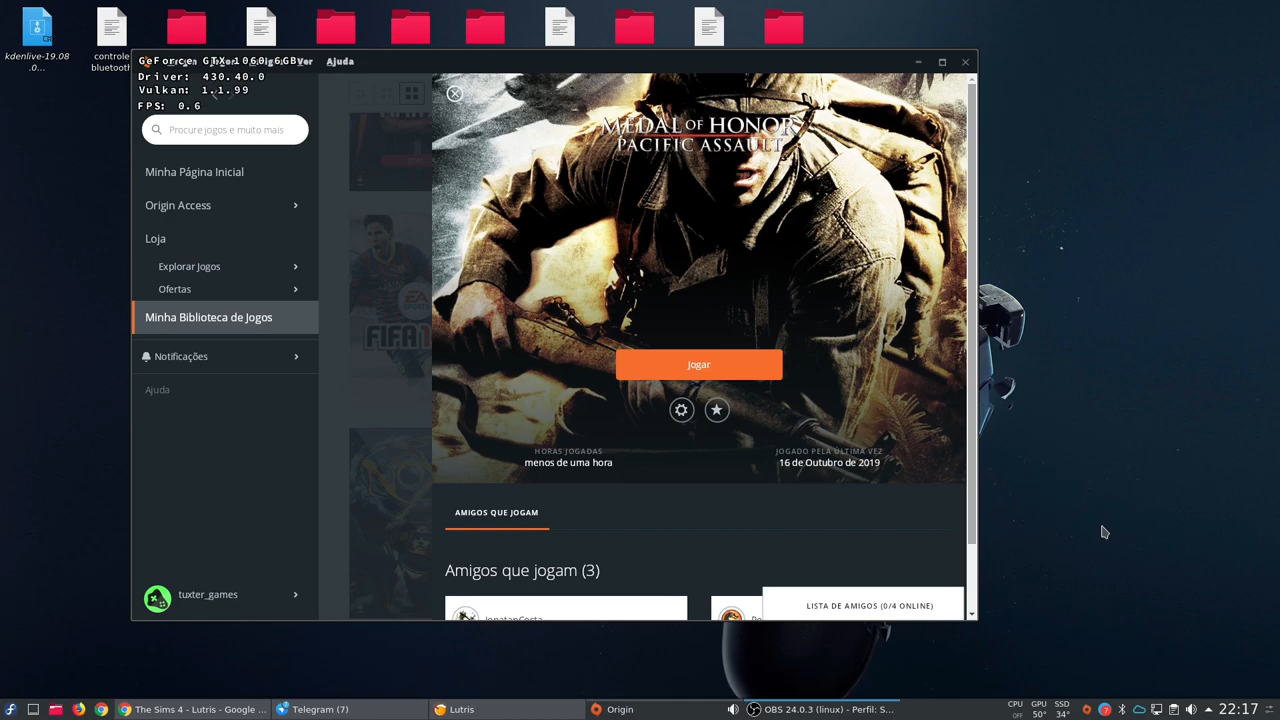 kdenlive-19.08
.0...
controle
bluetooth
GeForce GTX 1060 6GB
Ver
Ajuda
Driver: 430.40.0
Vulkan: 1.1.99
FPS: 0.6
Procure jogos e muito mais
Minha Página Inicial
Origin Access
Loja
Explorar Jogos
Ofertas
Minha Biblioteca de Jogos
Notificações
Ajuda
tuxter_games
EA SPORTS
MEDAL OF HONOR
PACIFIC ASSAULT
Jogar
HORAS JOGADAS
menos de uma hora
JOGADO PELA ÚLTIMA VEZ
16 de Outubro de 2019
AMIGOS QUE JOGAM
Amigos que jogam (3)
LISTA DE AMIGOS (0/4 ONLINE)
The Sims 4 - Lutris - Google ...
Telegram (7)
Lutris
Origin
OBS 24.0.3 (linux) - Perfil: S...
CPU GPU SSD
OFF 50° 34°
7
22:17